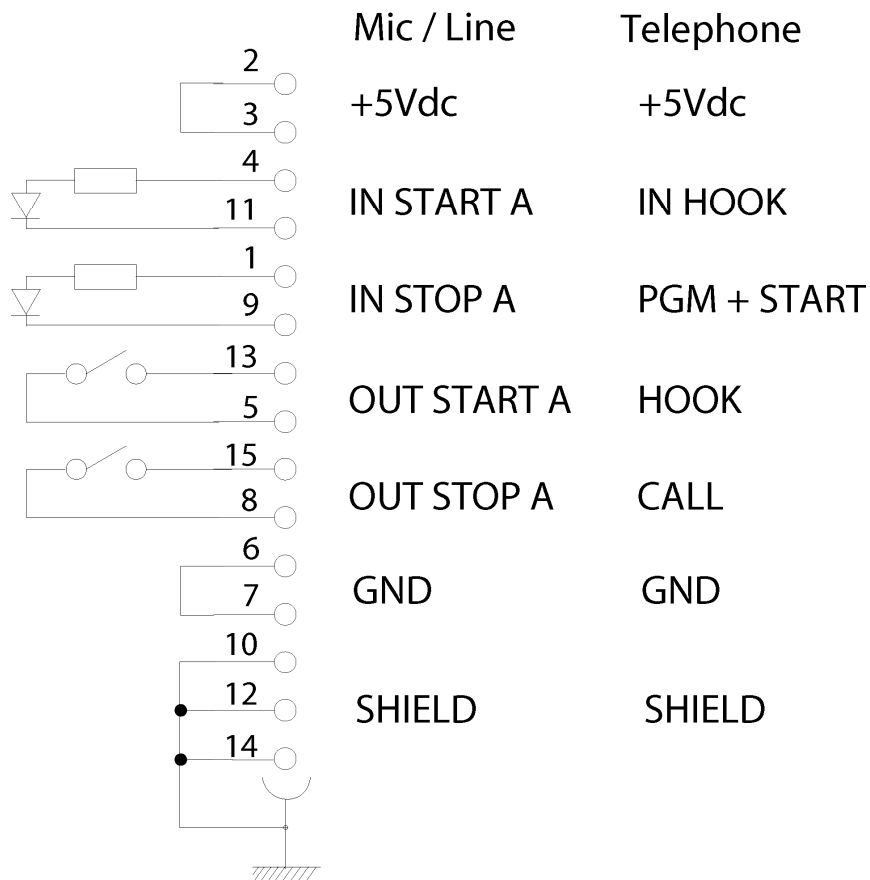 Mic / Line Telephone
2
+5Vdc +5Vdc
3
4
IN START A IN HOOK
11
1
IN STOP A PGM + START
9
13
OUT START A HOOK
5
15
OUT STOP A CALL
8
6
GND GND
7
10
12 SHIELD SHIELD
14